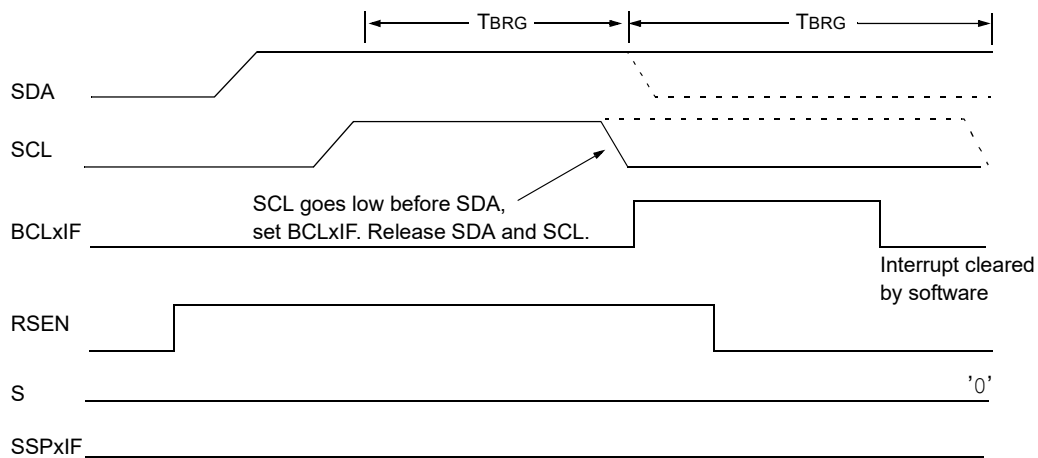 TBRG
TBRG
SDA
SCL
SCL goes low before SDA,
set BCLxIF. Release SDA and SCL.
BCLxIF
Interrupt cleared
by software
RSEN
S
'0'
SSPxIF